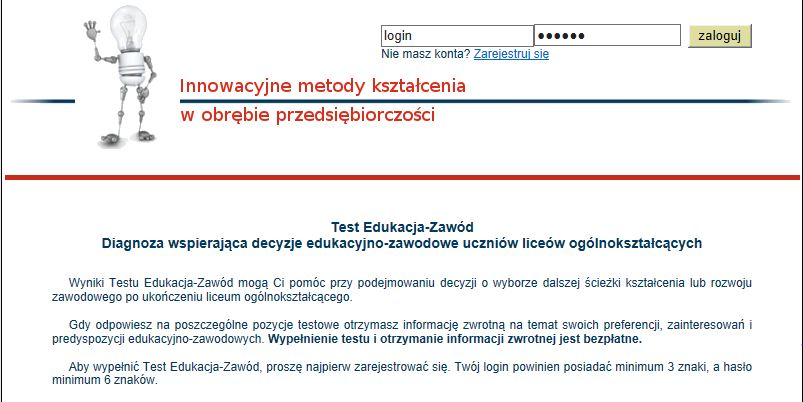 login
●●●●●●
zaloguj
Nie masz konta? Zarejestruj się
Innowacyjne metody kształcenia
w obrębie przedsiębiorczości
Test Edukacja-Zawód
Diagnoza wspierająca decyzje edukacyjno-zawodowe uczniów liceów ogólnokształcących
Wyniki Testu Edukacja-Zawód mogą Ci pomóc przy podejmowaniu decyzji o wyborze dalszej ścieżki kształcenia lub rozwoju
zawodowego po ukończeniu liceum ogólnokształcącego.
Gdy odpowiesz na poszczególne pozycje testowe otrzymasz informację zwrotną na temat swoich preferencji, zainteresowań i
predyspozycji edukacyjno-zawodowych. Wypełnienie testu i otrzymanie informacji zwrotnej jest bezpłatne.
Aby wypełnić Test Edukacja-Zawód, proszę najpierw zarejestrować się. Twój login powinien posiadać minimum 3 znaki, a hasło
minimum 6 znaków.